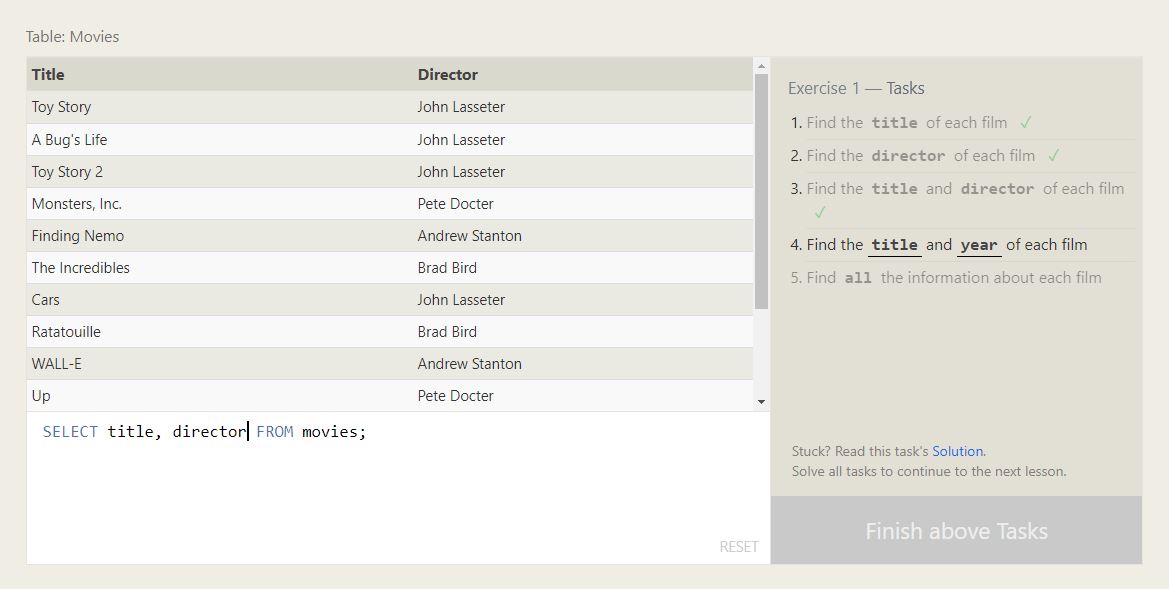 Table: Movies
Title Director
Toy Story John Lasseter
A Bug's Life John Lasseter
Toy Story 2 John Lasseter
Monsters, Inc. Pete Docter
Finding Nemo Andrew Stanton
The Incredibles Brad Bird
Cars John Lasseter
Ratatouille Brad Bird
WALL-E Andrew Stanton
Up Pete Docter
SELECT title, director FROM movies;
RESET
Exercise 1 — Tasks
1. Find the title of each film ✓
2. Find the director of each film ✓
3. Find the title and director of each film
✓
4. Find the title and year of each film
5. Find all the information about each film
Stuck? Read this task's Solution.
Solve all tasks to continue to the next lesson.
Finish above Tasks